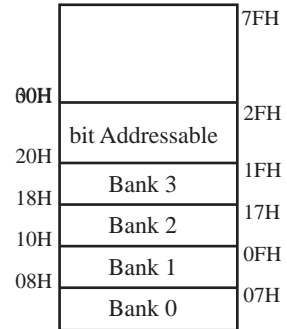 7FH
2FH
bit Addressable
20H
1FH
Bank 3
18H
17H
Bank 2
10H
0FH
Bank 1
08H
07H
Bank 0